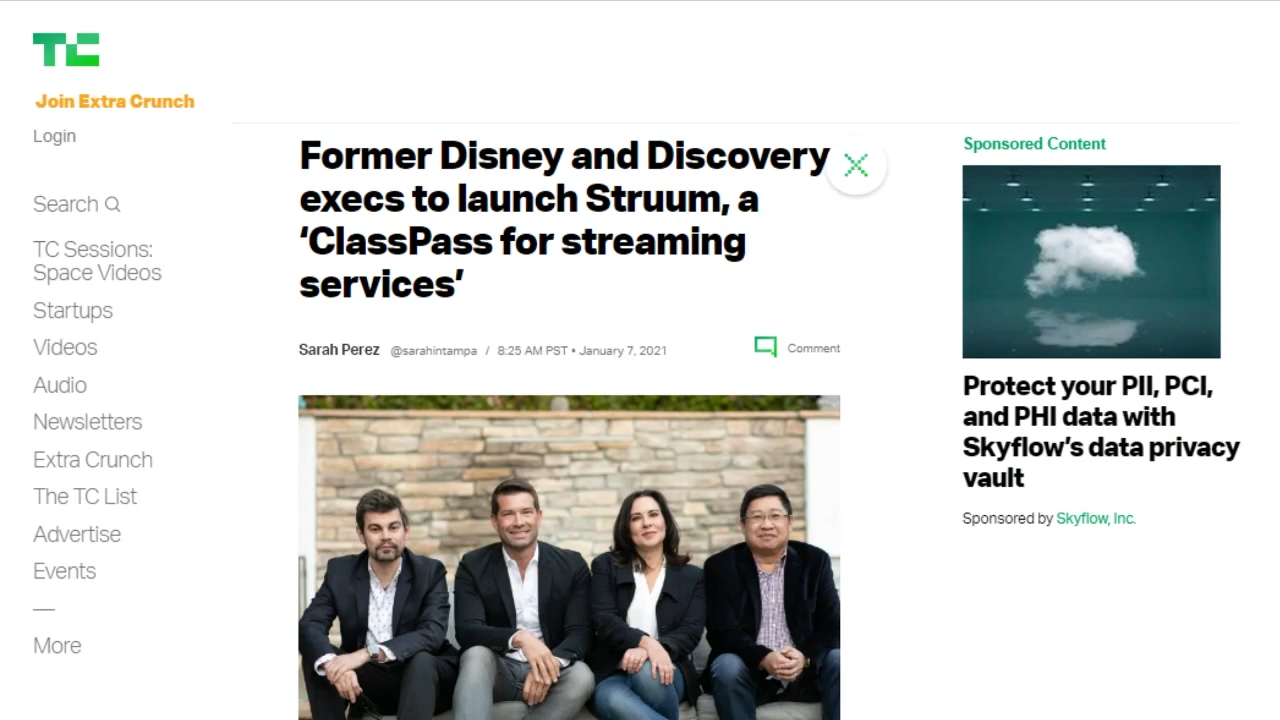 TC
Join Extra Crunch
Login
Search
TC Sessions:
Space Videos
Startups
Videos
Audio
Newsletters
Extra Crunch
The TC List
Advertise
Events
—
More
Former Disney and Discovery
execs to launch Struum, a
‘ClassPass for streaming
services’
Sarah Perez @sarahintampa / 8:25 AM PST • January 7, 2021
Comment
Sponsored Content
Protect your PII, PCI,
and PHI data with
Skyflow’s data privacy
vault
Sponsored by Skyflow, Inc.